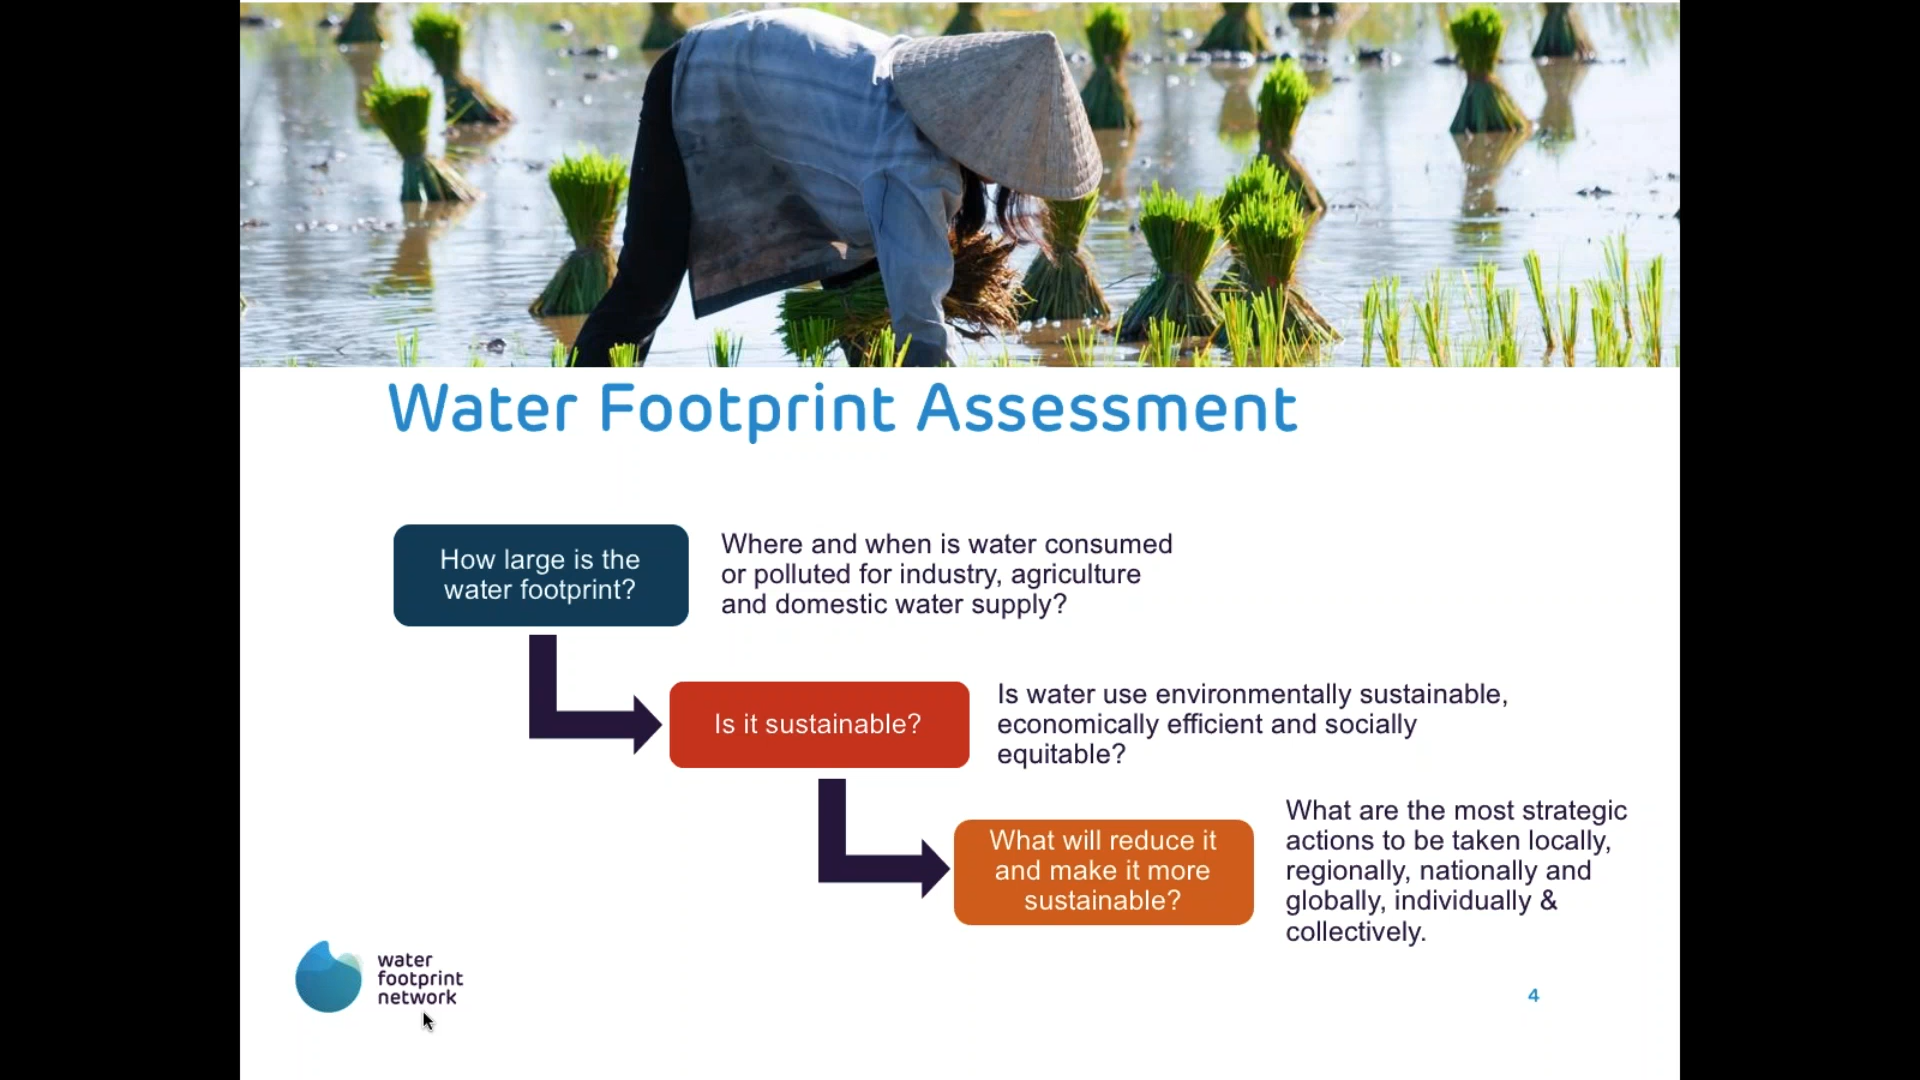 Water Footprint Assessment
How large is the
water footprint?
Where and when is water consumed
or polluted for industry, agriculture
and domestic water supply?
Is it sustainable?
Is water use environmentally sustainable,
economically efficient and socially
equitable?
What will reduce it
and make it more
sustainable?
What are the most strategic
actions to be taken locally,
regionally, nationally and
globally, individually &
collectively.
water
footprint
network
4